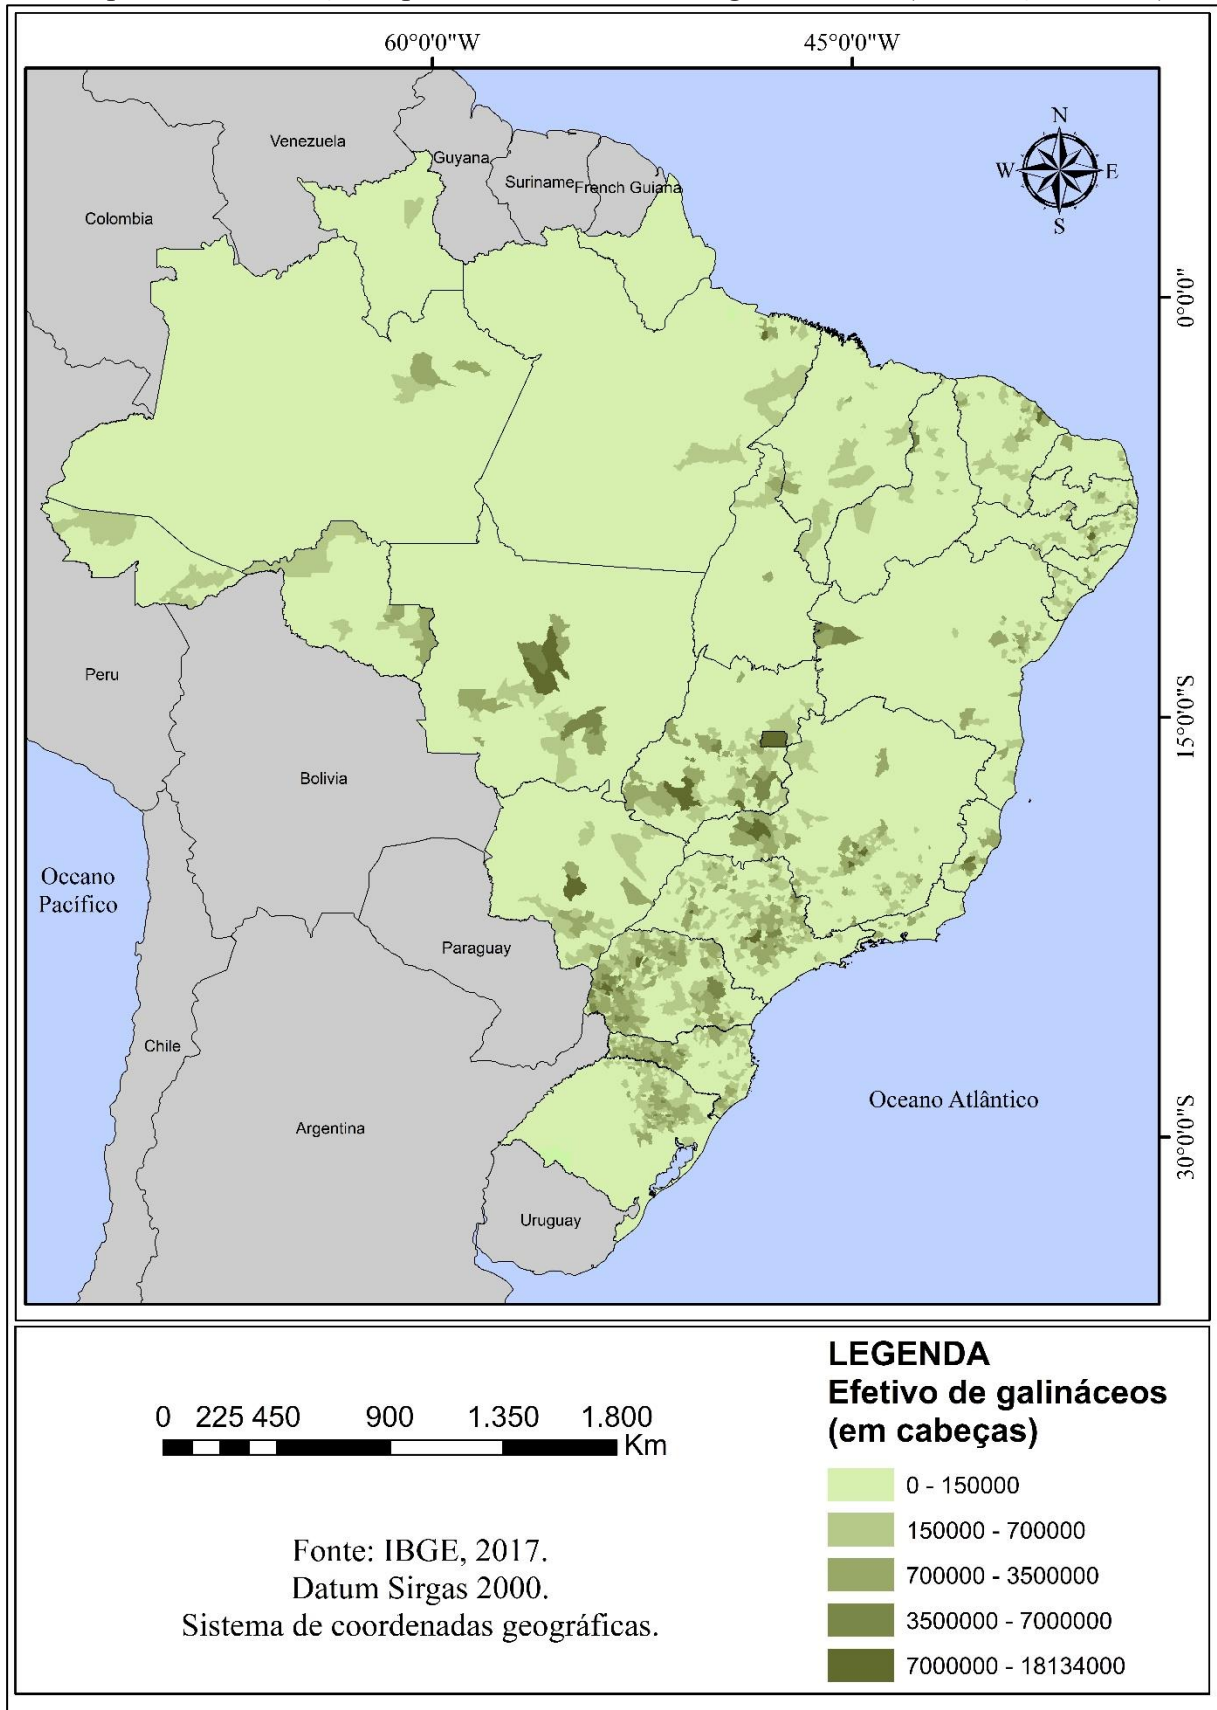 60°0'0"W
45°0'0"W
N
W
E
S
Venezuela
Guyana
Suriname
French Guiana
Colombia
0°0'0"
Peru
15°0'0"S
Bolivia
Occano
Pacífico
Paraguay
Chile
Oceano Atlântico
Argentina
30°0'0"S
Uruguay
LEGENDA
Efetivo de galináceos
(em cabeças)
0 225 450 900 1.350 1.800
Km
0 - 150000
150000 - 700000
700000 - 3500000
3500000 - 7000000
7000000 - 18134000
Fonte: IBGE, 2017.
Datum Sirgas 2000.
Sistema de coordenadas geográficas.